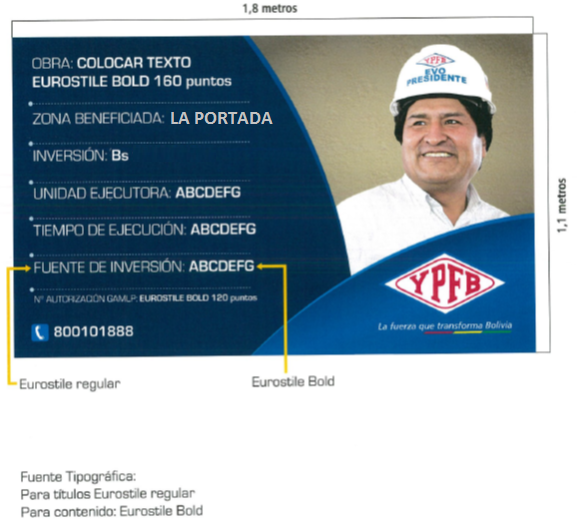 1,8 metros
OBRA: COLOCAR TEXTO
EUROSTILE BOLD 160 puntos
ZONA BENEFICIADA: LA PORTADA
INVERSIÓN: Bs
UNIDAD EJECUTORA: ABCDEFG
TIEMPO DE EJECUCIÓN: ABCDEFG
FUENTE DE INVERSIÓN: ABCDEFG
N° AUTORIZACIÓN GAMLP: EUROSTILE BOLD 120 puntos
800101888
YPFB
EVO
PRESIDENTE
YPFB
La fuerza que transforma Bolivia
1,1 metros
Eurostile regular
Eurostile Bold
Fuente Tipográfica:
Para títulos Eurostile regular
Para contenido: Eurostile Bold